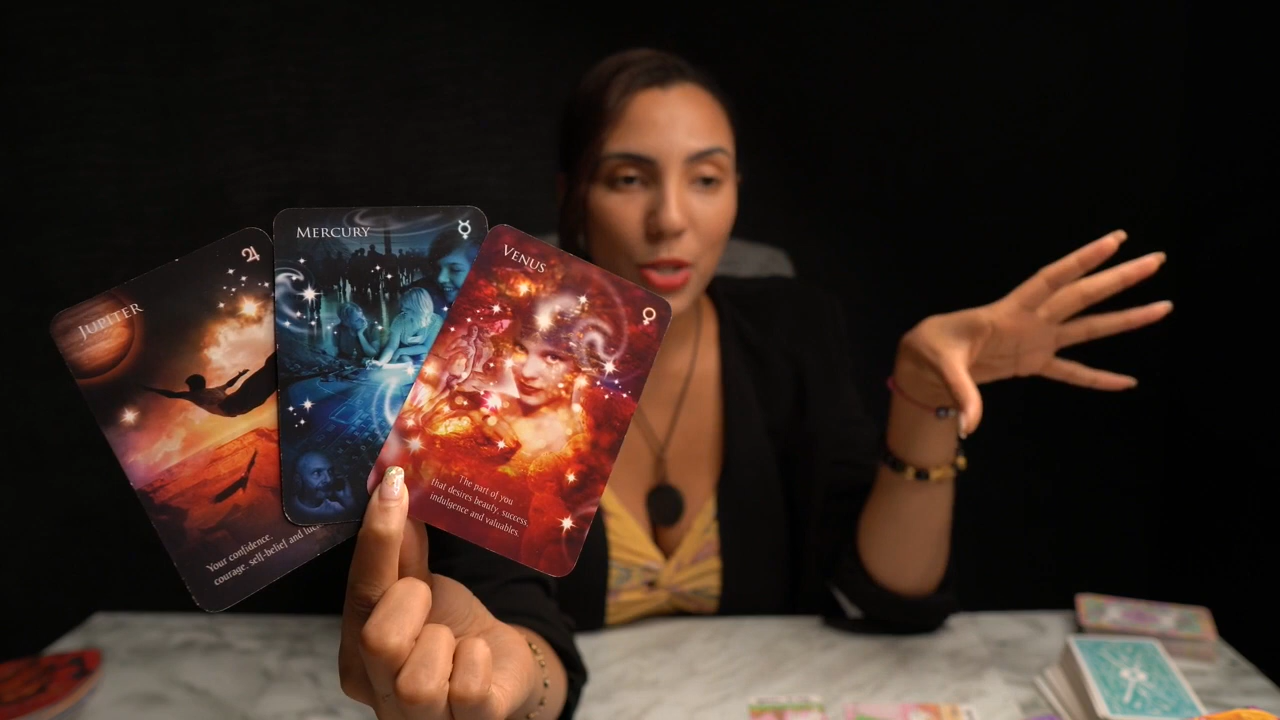 JUPITER
Your confidence.
courage, self-belief and
MERCURY
VENUS
The part of you
that desires beauty, success,
indulgence and valuables.